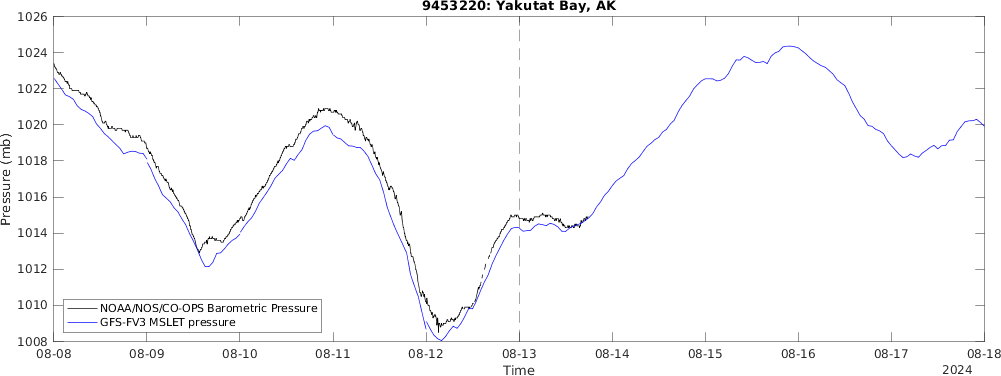 9453220: Yakutat Bay, AK
1026
1024
1022
1020
1018
1016
1014
1012
1010
1008
Pressure (mb)
NOAA/NOS/CO-OPS Barometric Pressure
GFS-FV3 MSLET pressure
08-08 08-09 08-10 08-11 08-12 08-13 08-14 08-15 08-16 08-17 08-18
Time
2024